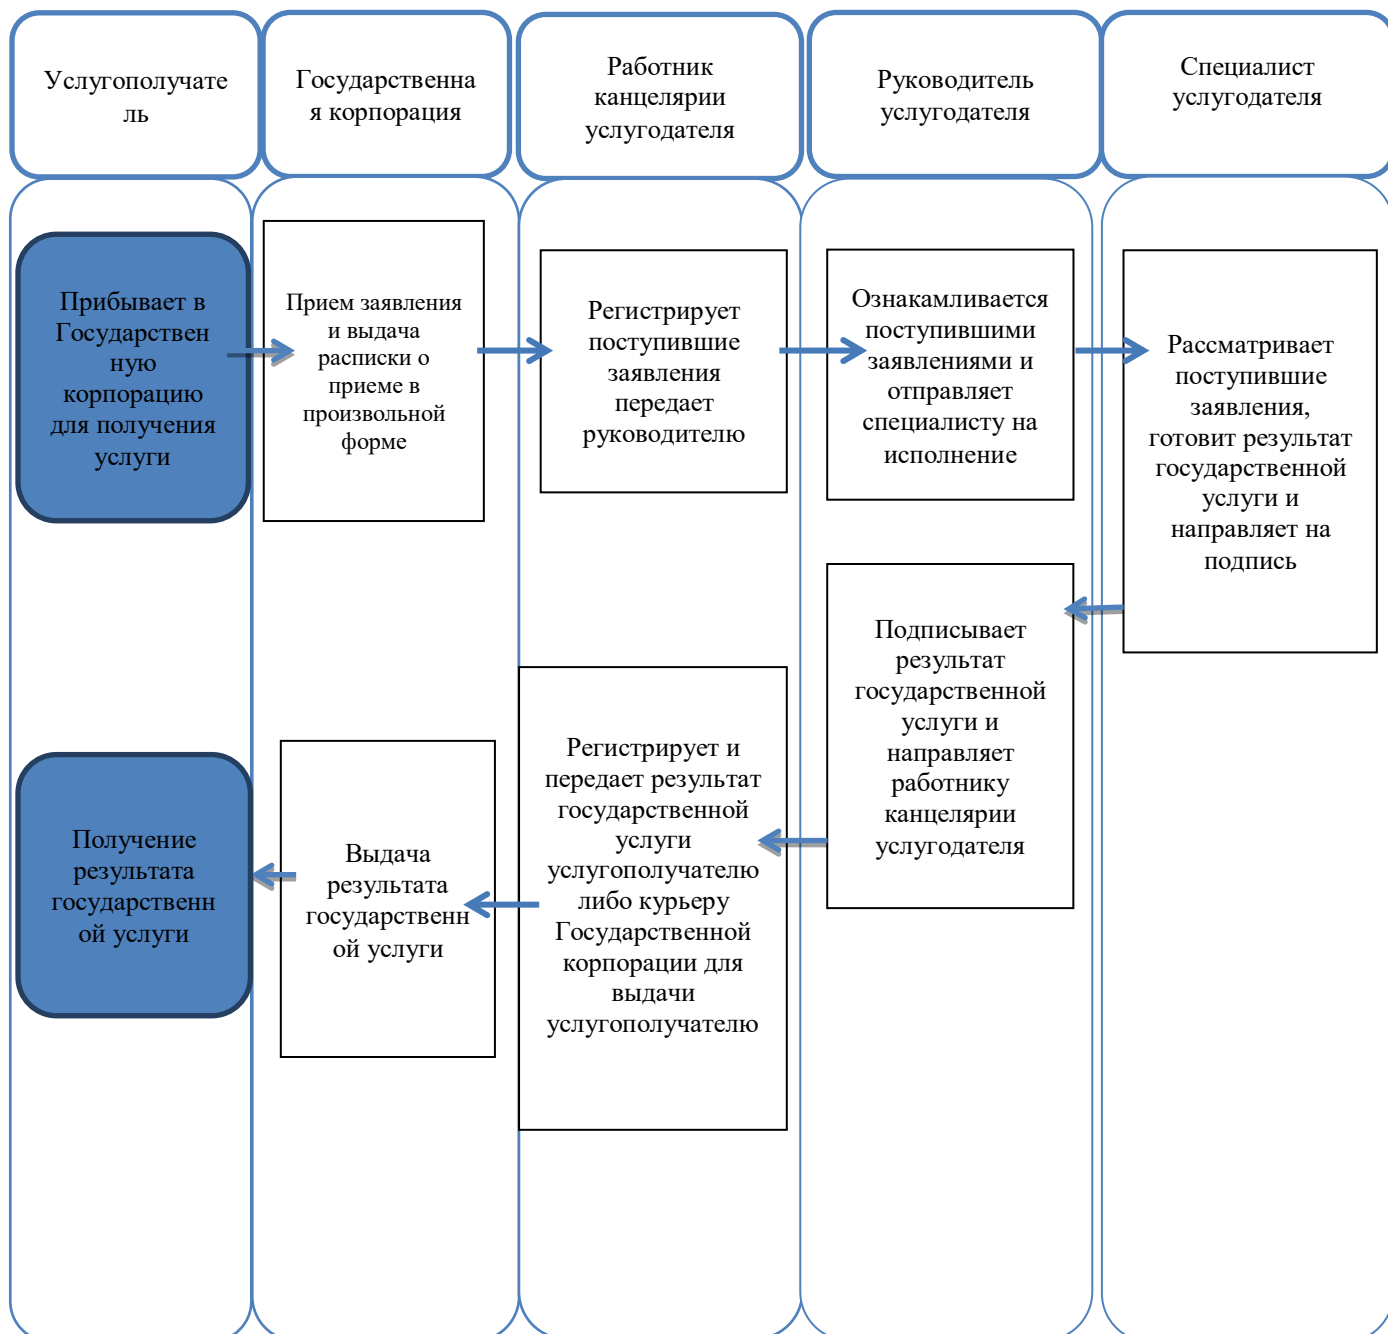 Услугополучате
ль
Государственна
я корпорация
Работник
канцелярии
услугодателя
Руководитель
услугодателя
Специалист
услугодателя
Прибывает в
Государствен
ную
корпорацию
для получения
услуги
Прием заявления
и выдача
расписки о
приеме в
произвольной
форме
Регистрирует
поступившие
заявления
передает
руководителю
Ознакамливается
поступившими
заявлениями и
отправляет
специалисту на
исполнение
Рассматривает
поступившие
заявления,
готовит результат
государственной
услуги и
направляет на
подпись
Подписывает
результат
государственной
услуги и
направляет
работнику
канцелярии
услугодателя
Регистрирует и
передает результат
государственной
услуги
услугополучателю
либо курьеру
Государственной
корпорации для
выдачи
услугополучателю
Выдача
результата
государственн
ой услуги
Получение
результата
государственн
ой услуги